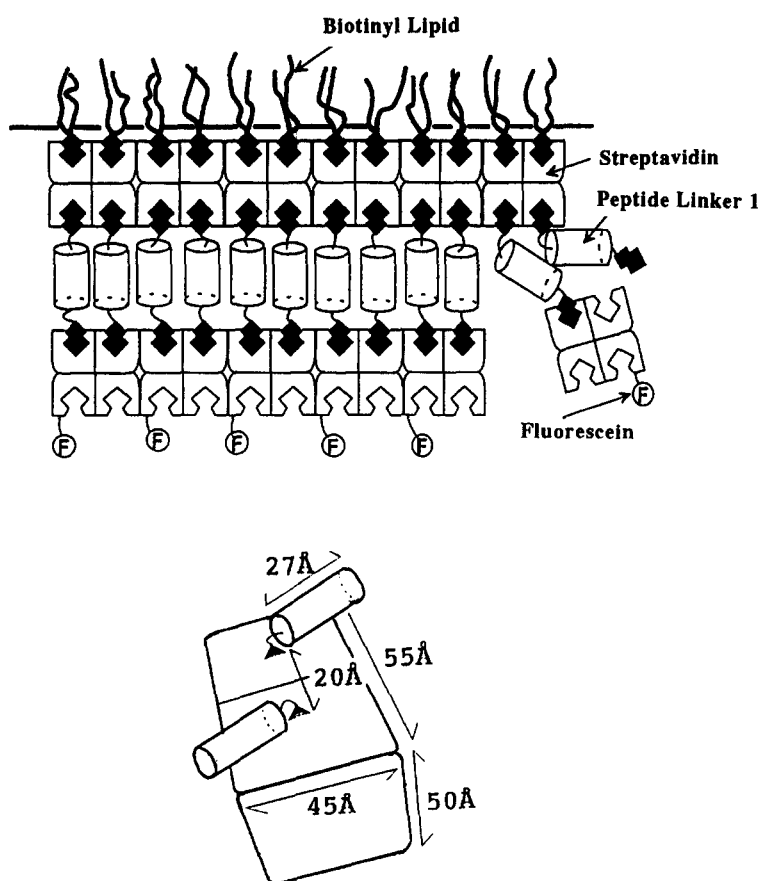 Biotinyl Lipid
Streptavidin
Peptide Linker 1
F
Fluorescein
F
F
F
F
F
27Å
55Å
20Å
45Å
50Å